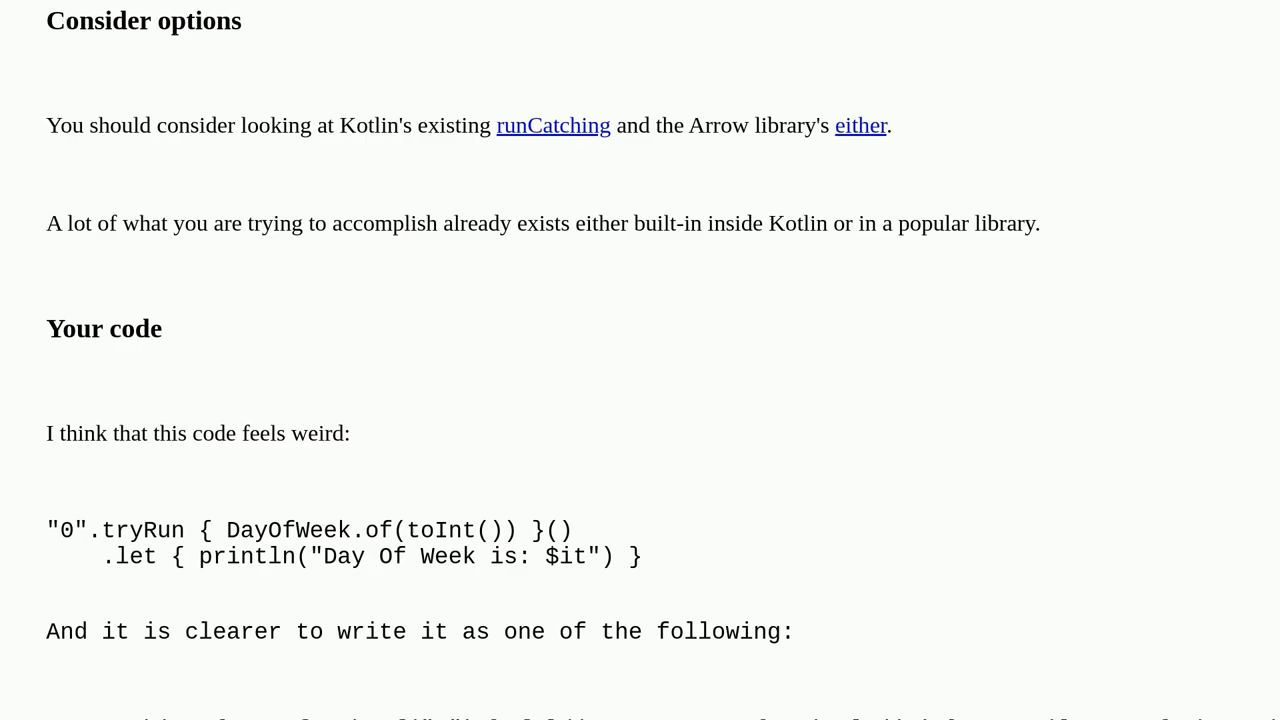 Consider options
You should consider looking at Kotlin's existing runCatching and the Arrow library's either.
A lot of what you are trying to accomplish already exists either built-in inside Kotlin or in a popular library.
Your code
I think that this code feels weird:
"0".tryRun { DayOfWeek.of(toInt()) }()
    .let { println("Day Of Week is: $it") }
And it is clearer to write it as one of the following: